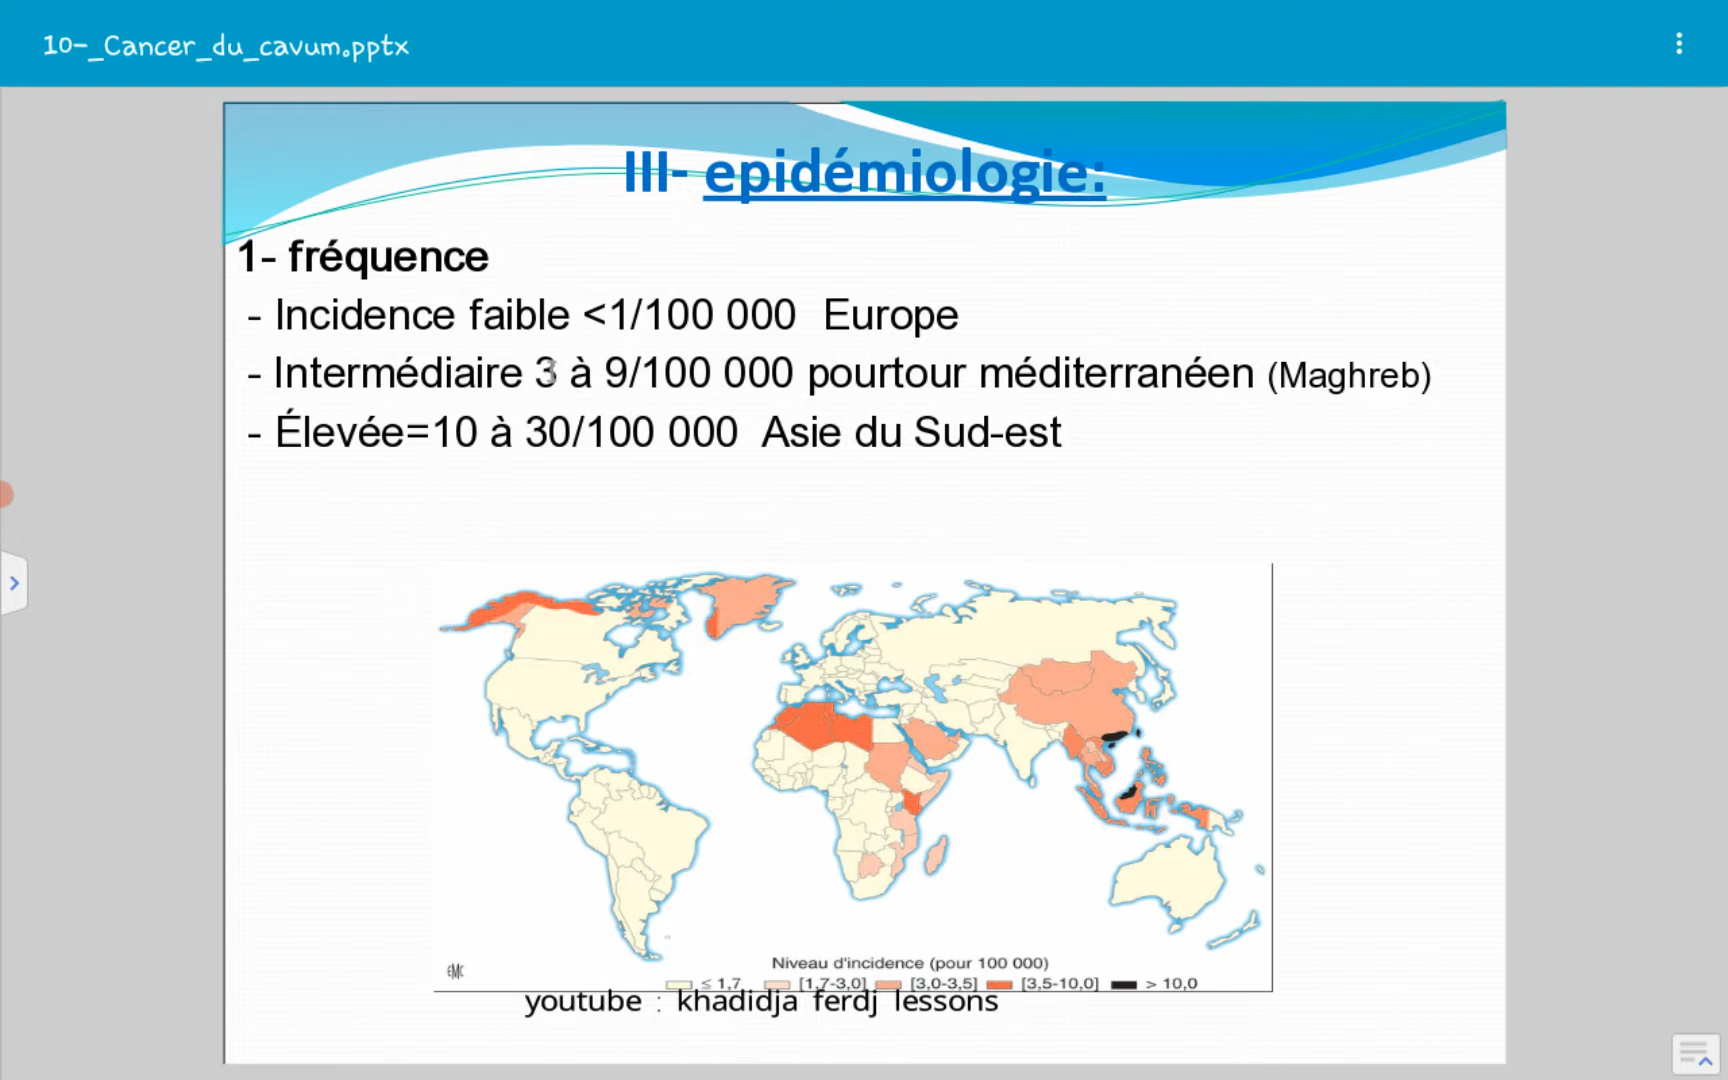 10-_Cancer_du_cavum.pptx
III- epidémiologie:
1- fréquence
- Incidence faible <1/100 000 Europe
- Intermédiaire 3 à 9/100 000 pourtour méditerranéen (Maghreb)
- Élevée=10 à 30/100 000 Asie du Sud-est
Niveau d'incidence (pour 100 000)
≤ 1,7 [1,7-3,0] [3,0-3,5] [3,5-10,0] > 10,0
EMC
youtube : khadidja ferdj lessons